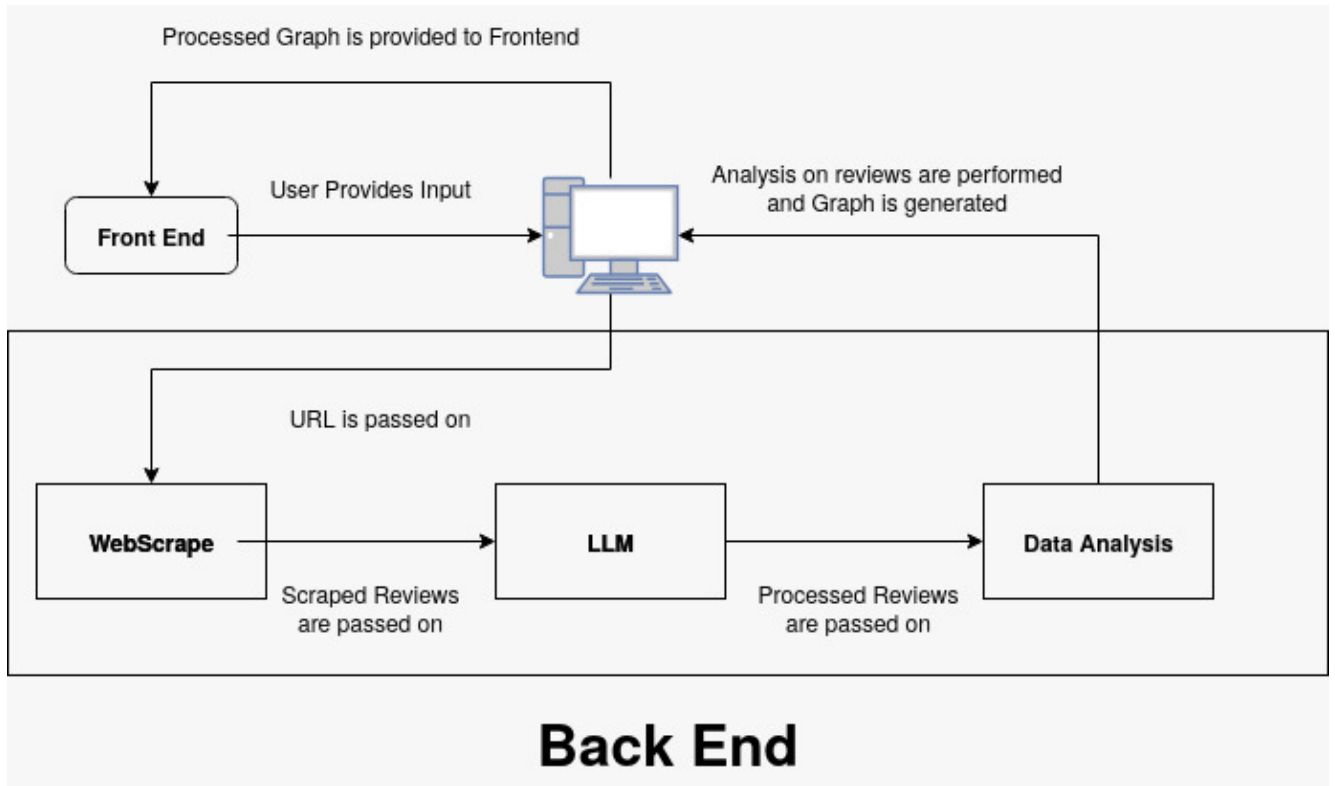 Processed Graph is provided to Frontend
User Provides Input
Analysis on reviews are performed
and Graph is generated
Front End
URL is passed on
WebScrape
LLM
Data Analysis
Scraped Reviews
are passed on
Processed Reviews
are passed on
Back End